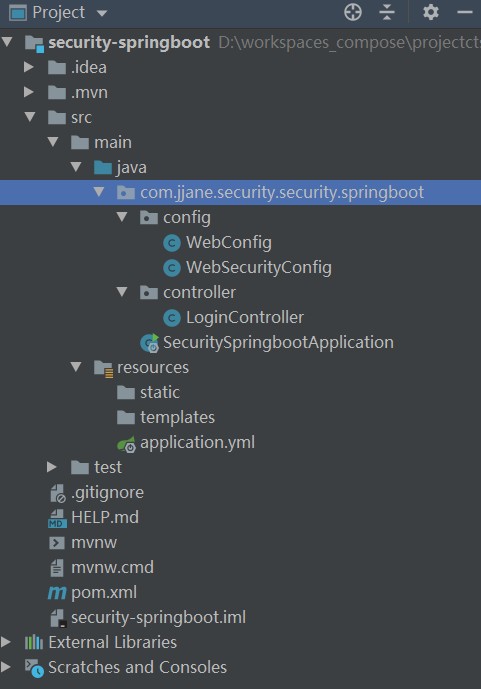 Project
security-springboot D:\workspaces_compose\projectcts
.idea
.mvn
src
main
java
com.jjane.security.security.springboot
config
WebConfig
WebSecurityConfig
controller
LoginController
SecuritySpringbootApplication
resources
static
templates
application.yml
test
.gitignore
HELP.md
mvnw
mvnw.cmd
pom.xml
security-springboot.iml
External Libraries
Scratches and Consoles